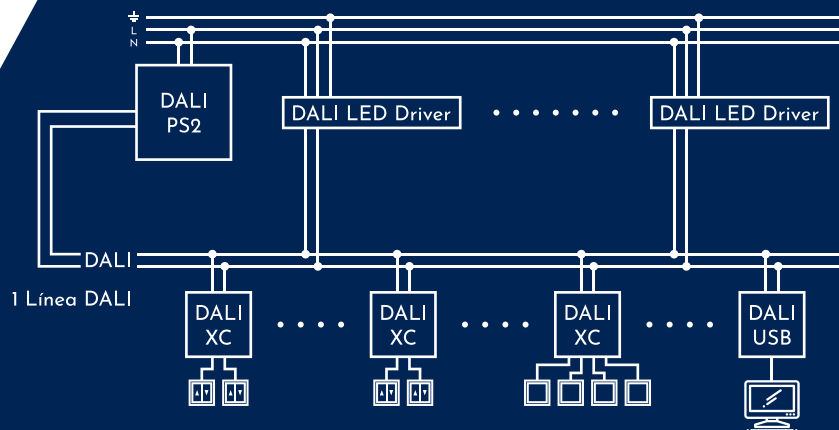 L
N
DALI
PS2
DALI LED Driver
DALI LED Driver
DALI
1 Línea DALI
DALI
XC
DALI
XC
DALI
XC
DALI
USB